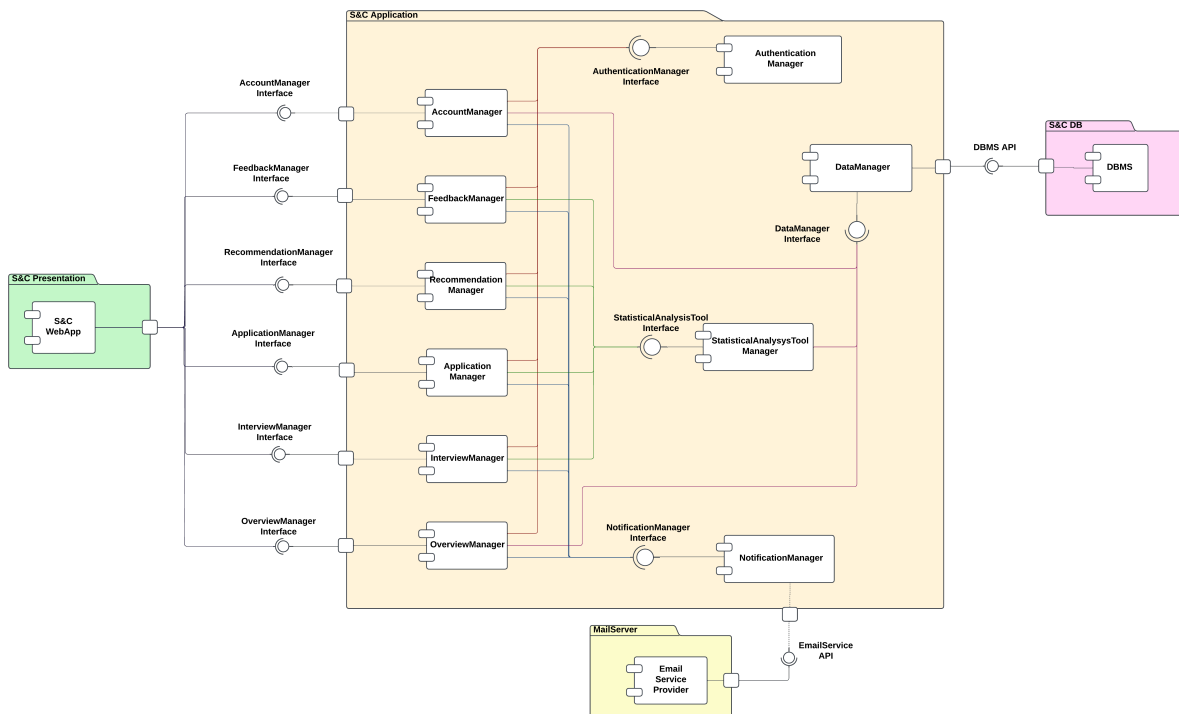 S&C Application
Authentication
Manager
AuthenticationManager
Interface
AccountManager
Interface
AccountManager
S&C DB
DBMS API
DBMS
DataManager
FeedbackManager
Interface
FeedbackManager
DataManager
Interface
RecommendationManager
Interface
Recommendation
Manager
S&C Presentation
S&C
WebApp
StatisticalAnalysisTool
Interface
StatisticalAnalysysTool
Manager
ApplicationManager
Interface
Application
Manager
InterviewManager
Interface
InterviewManager
OverviewManager
Interface
OverviewManager
NotificationManager
Interface
NotificationManager
MailServer
EmailService
API
Email
Service
Provider